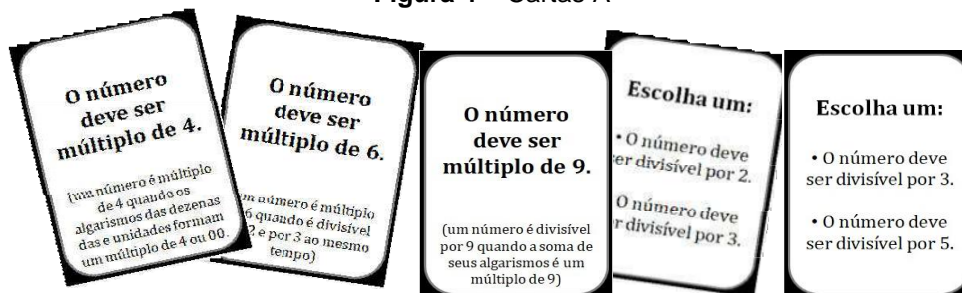 O número
deve ser
múltiplo de 4.
(um número é múltiplo
de 4 quando os
algarismos das dezenas
das e unidades formam
um múltiplo de 4 ou 00.
O número
deve ser
múltiplo de 6.
número é múltiplo
6 quando é divisível
2 e por 3 ao mesmo
tempo)
O número
deve ser
múltiplo de 9.
(um número é divisível
por 9 quando a soma de
seus algarismos é um
múltiplo de 9)
Escolha um:
• O número deve
ser divisível por 2.
O número deve
divisível por 3.
Escolha um:
• O número deve
ser divisível por 3.
• O número deve
ser divisível por 5.